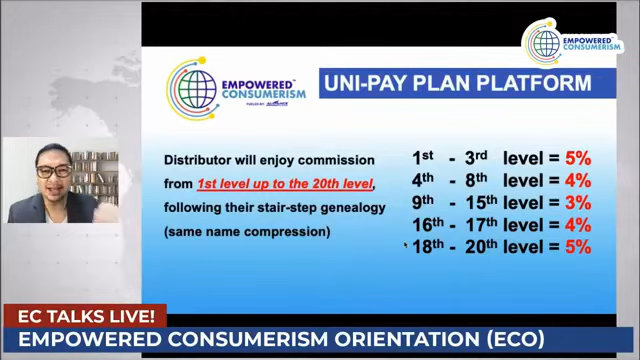 EMPOWERED
CONSUMERISM
EMPOWERED
CONSUMERISM
UNI-PAY PLAN PLATFORM
Distributor will enjoy commission
from 1st level up to the 20th level,
following their stair-step genealogy
(same name compression)
1st - 3rd level = 5%
4th - 8th level = 4%
9th - 15th level = 3%
16th - 17th level = 4%
18th - 20th level = 5%
EC TALKS LIVE!
EMPOWERED CONSUMERISM ORIENTATION (ECO)